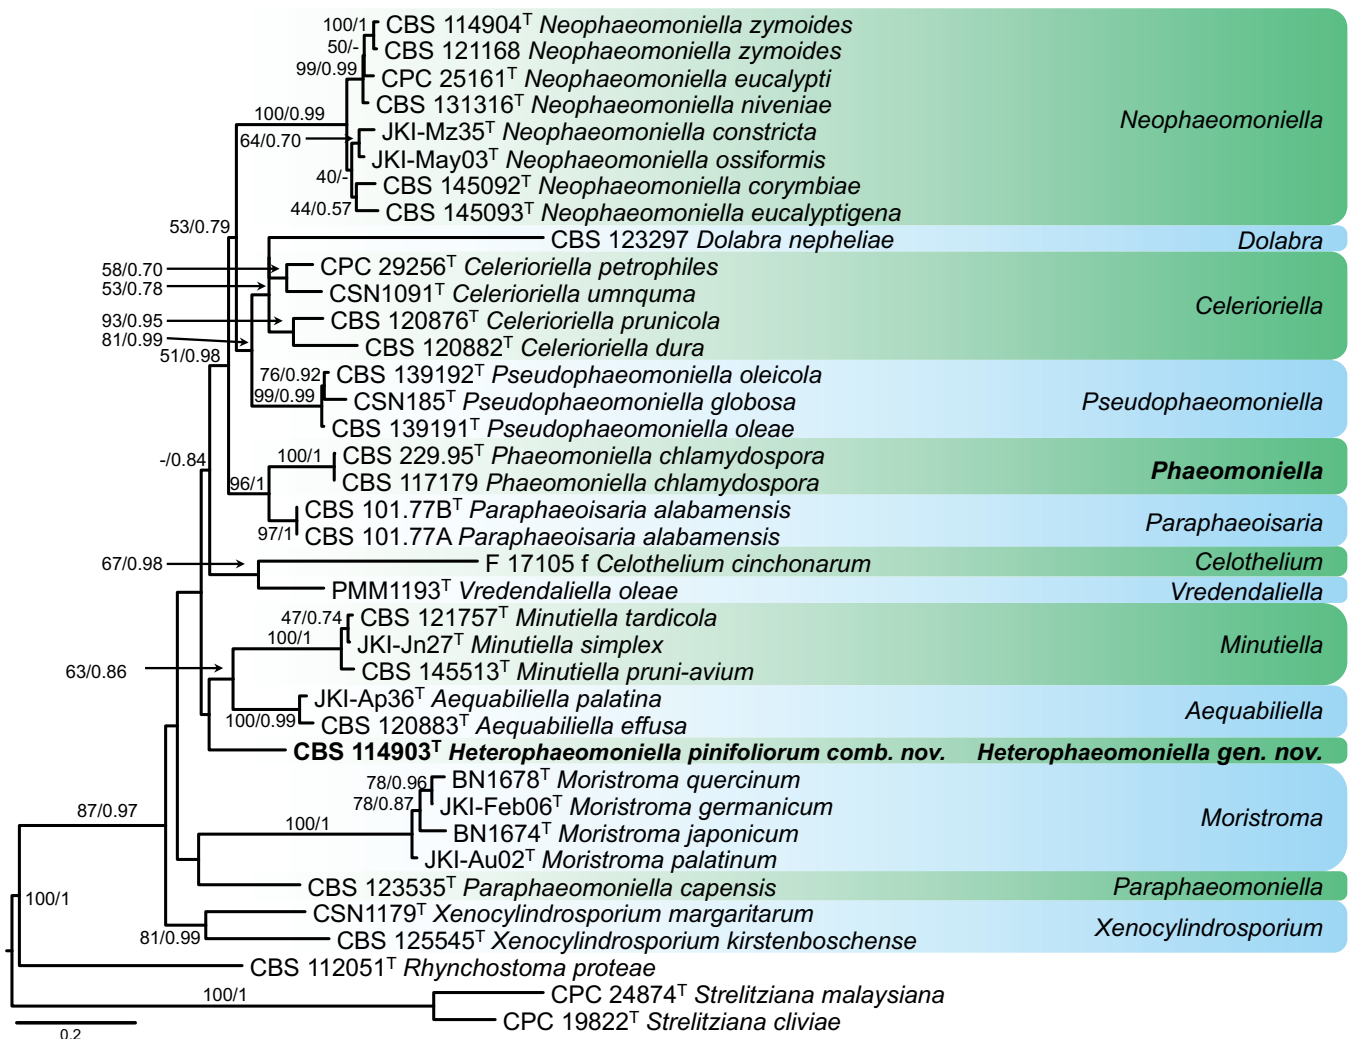 100/1
CBS 114904T Neophaeomoniella zymoides
50/-
CBS 121168 Neophaeomoniella zymoides
99/0.99
CPC 25161T Neophaeomoniella eucalypti
CBS 131316T Neophaeomoniella niveniae
100/0.99
Neophaeomoniella
64/0.70
JKI-Mz35T Neophaeomoniella constricta
JKI-May03T Neophaeomoniella ossiformis
40/-
CBS 145092T Neophaeomoniella corymbiae
44/0.57
CBS 145093T Neophaeomoniella eucalyptigena
53/0.79
CBS 123297 Dolabra nepheliae
Dolabra
58/0.70
CPC 29256T Celerioriella petrophiles
53/0.78
CSN1091T Celerioriella umnquma
Celerioriella
93/0.95
CBS 120876T Celerioriella prunicola
81/0.99
CBS 120882T Celerioriella dura
51/0.98
76/0.92
CBS 139192T Pseudophaeomoniella oleicola
99/0.99
CSN185T Pseudophaeomoniella globosa
Pseudophaeomoniella
CBS 139191T Pseudophaeomoniella oleae
-/0.84
100/1
CBS 229.95T Phaeomoniella chlamydospora
Phaeomoniella
96/1
CBS 117179 Phaeomoniella chlamydospora
CBS 101.77BT Paraphaeoisaria alabamensis
Paraphaeoisaria
97/1
CBS 101.77A Paraphaeoisaria alabamensis
67/0.98
F 17105 f Celothelium cinchonarum
Celothelium
PMM1193T Vredendaliella oleae
Vredendaliella
47/0.74
CBS 121757T Minutiella tardicola
100/1
JKI-Jn27T Minutiella simplex
Minutiella
63/0.86
CBS 145513T Minutiella pruni-avium
JKI-Ap36T Aequabiliella palatina
Aequabiliella
100/0.99
CBS 120883T Aequabiliella effusa
CBS 114903T Heterophaeomoniella pinifoliorum comb. nov.
Heterophaeomoniella gen. nov.
78/0.96
BN1678T Moristroma quercinum
78/0.87
JKI-Feb06T Moristroma germanicum
87/0.97
100/1
BN1674T Moristroma japonicum
Moristroma
JKI-Au02T Moristroma palatinum
CBS 123535T Paraphaeomoniella capensis
Paraphaeomoniella
100/1
CSN1179T Xenocylindrosporium margaritarum
Xenocylindrosporium
81/0.99
CBS 125545T Xenocylindrosporium kirstenboschense
CBS 112051T Rhynchostoma proteae
100/1
CPC 24874T Strelitziana malaysiana
CPC 19822T Strelitziana cliviae
0.2